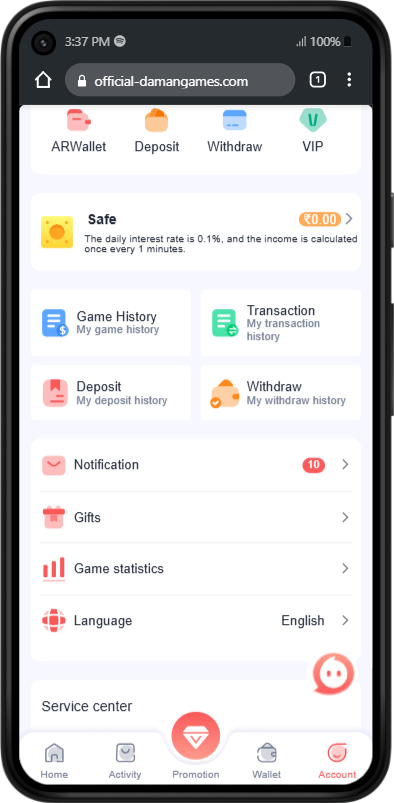 3:37 PM
100%
official-damangames.com
1
ARWallet Deposit Withdraw VIP
Safe
₹0.00
The daily interest rate is 0.1%, and the income is calculated
once every 1 minutes.
Game History
My game history
Transaction
My transaction
history
Deposit
My deposit history
Withdraw
My withdraw history
Notification
10
Gifts
Game statistics
Language
English
Service center
Home Activity Promotion Wallet Account